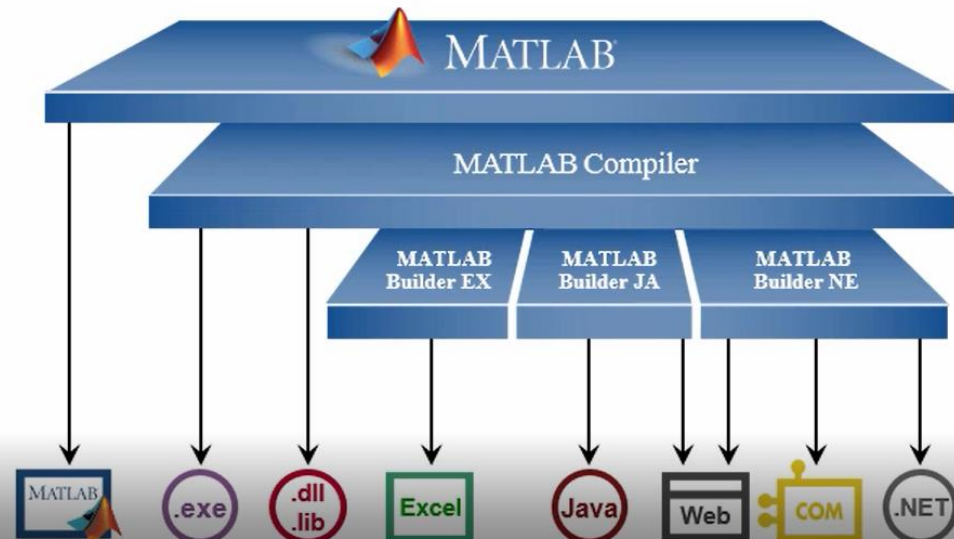 MATLAB®
MATLAB Compiler
MATLAB
Builder EX
MATLAB
Builder JA
MATLAB
Builder NE
MATLAB
.exe
.dll
.lib
Excel
Java
Web
COM
.NET